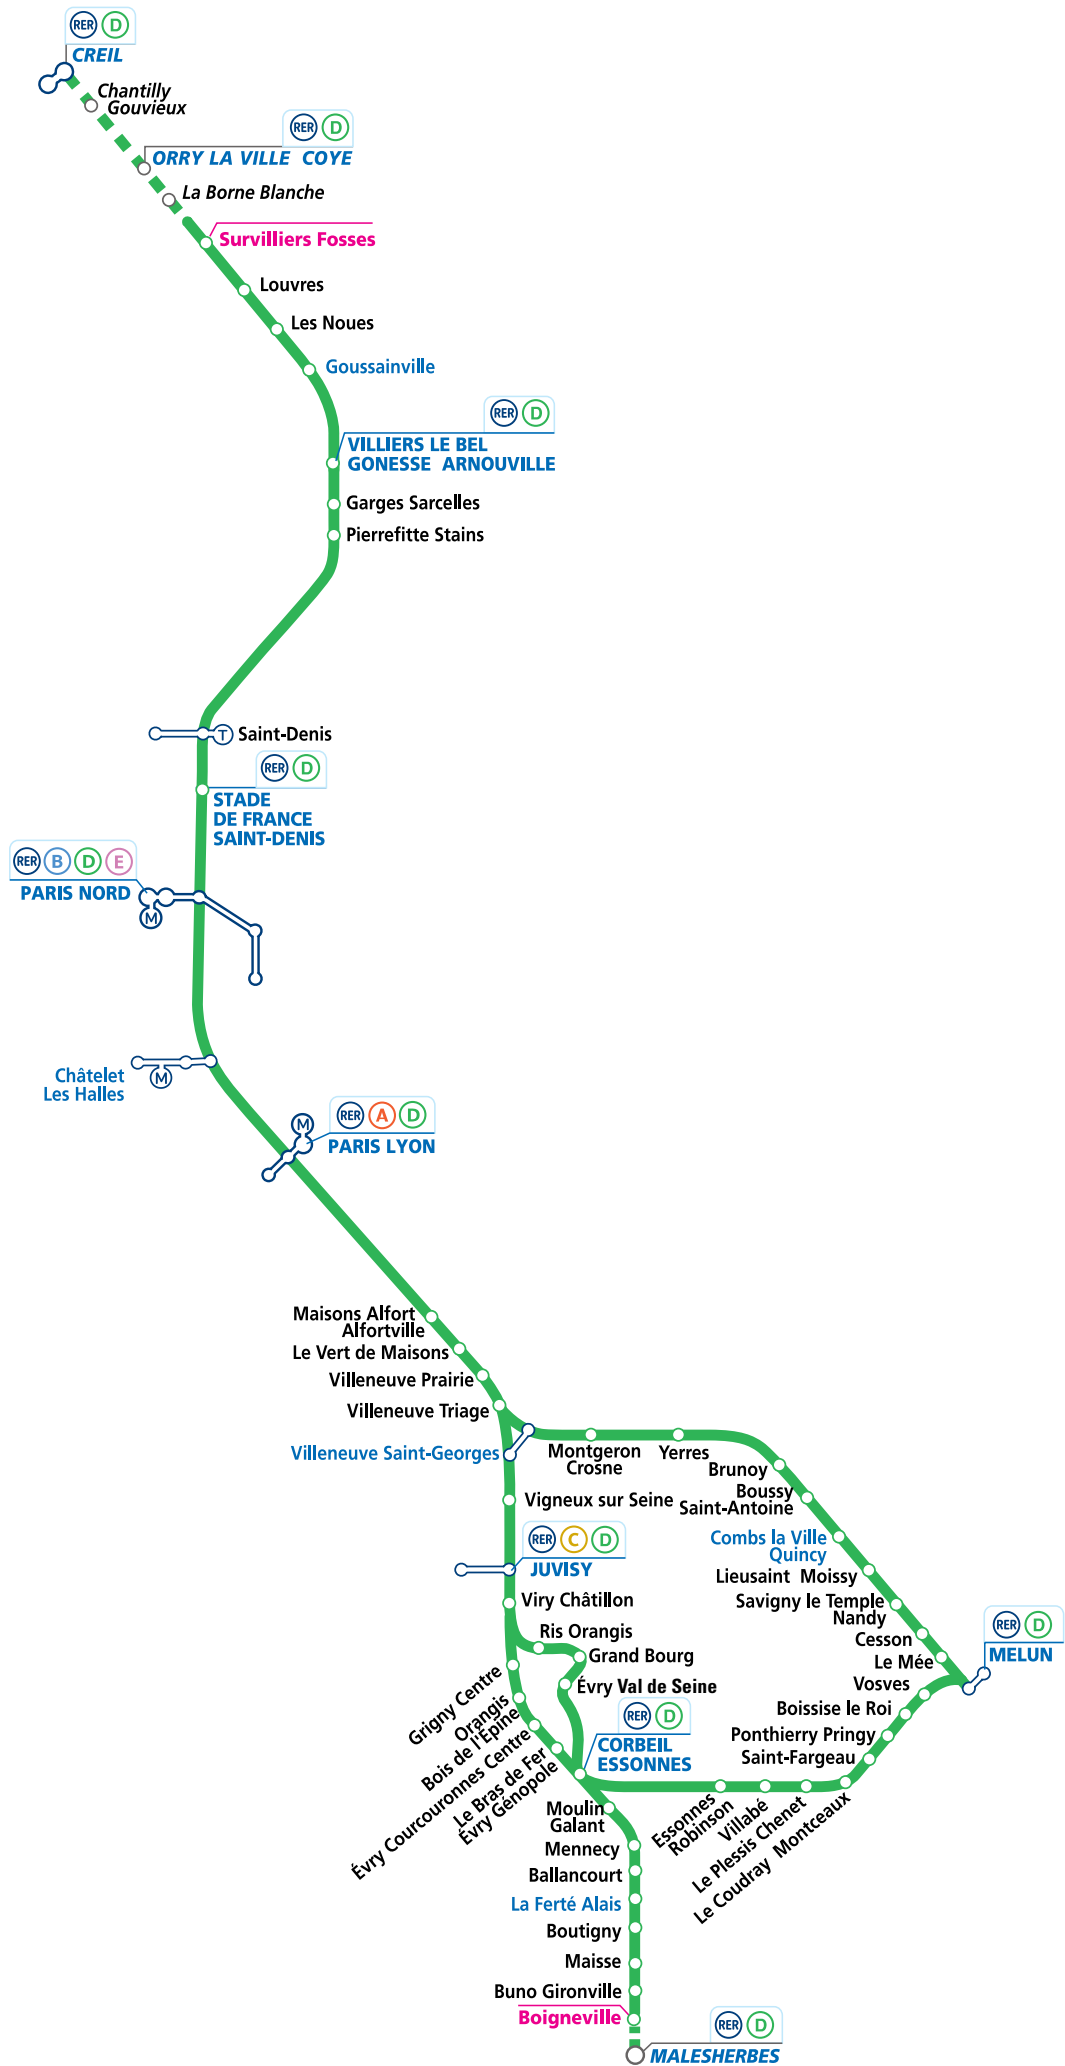 RER D
CREIL
Chantilly
Gouvieux
RER D
ORRY LA VILLE COYE
La Borne Blanche
Survilliers Fosses
Louvres
Les Noues
Goussainville
RER D
VILLIERS LE BEL
GONESSE ARNOUVILLE
Garges Sarcelles
Pierrefitte Stains
T Saint-Denis
RER D
STADE
DE FRANCE
SAINT-DENIS
RER B D E
PARIS NORD
M
Châtelet
Les Halles
M
RER A D
M
PARIS LYON
Maisons Alfort
Alfortville
Le Vert de Maisons
Villeneuve Prairie
Villeneuve Triage
Villeneuve Saint-Georges
Montgeron
Crosne
Yerres
Brunoy
Boussy
Saint-Antoine
Combs la Ville
Quincy
Lieusaint Moissy
Savigny le Temple
Nandy
Cesson
Le Mée
RER D
MELUN
Vosves
Boissise le Roi
Ponthierry Pringy
Saint-Fargeau
Vigneux sur Seine
RER C D
JUVISY
Viry Châtillon
Ris Orangis
Grand Bourg
Évry Val de Seine
Grigny Centre
Orangis
Bois de l'Epine
Évry Courcouronnes Centre
Le Bras de Fer
Évry Génopole
RER D
CORBEIL
ESSONNES
Essonnes
Robinson
Villabé
Le Plessis Chenet
Le Coudray Montceaux
Moulin
Galant
Mennecy
Ballancourt
La Ferté Alais
Boutigny
Maisse
Buno Gironville
Boigneville
RER D
MALESHERBES